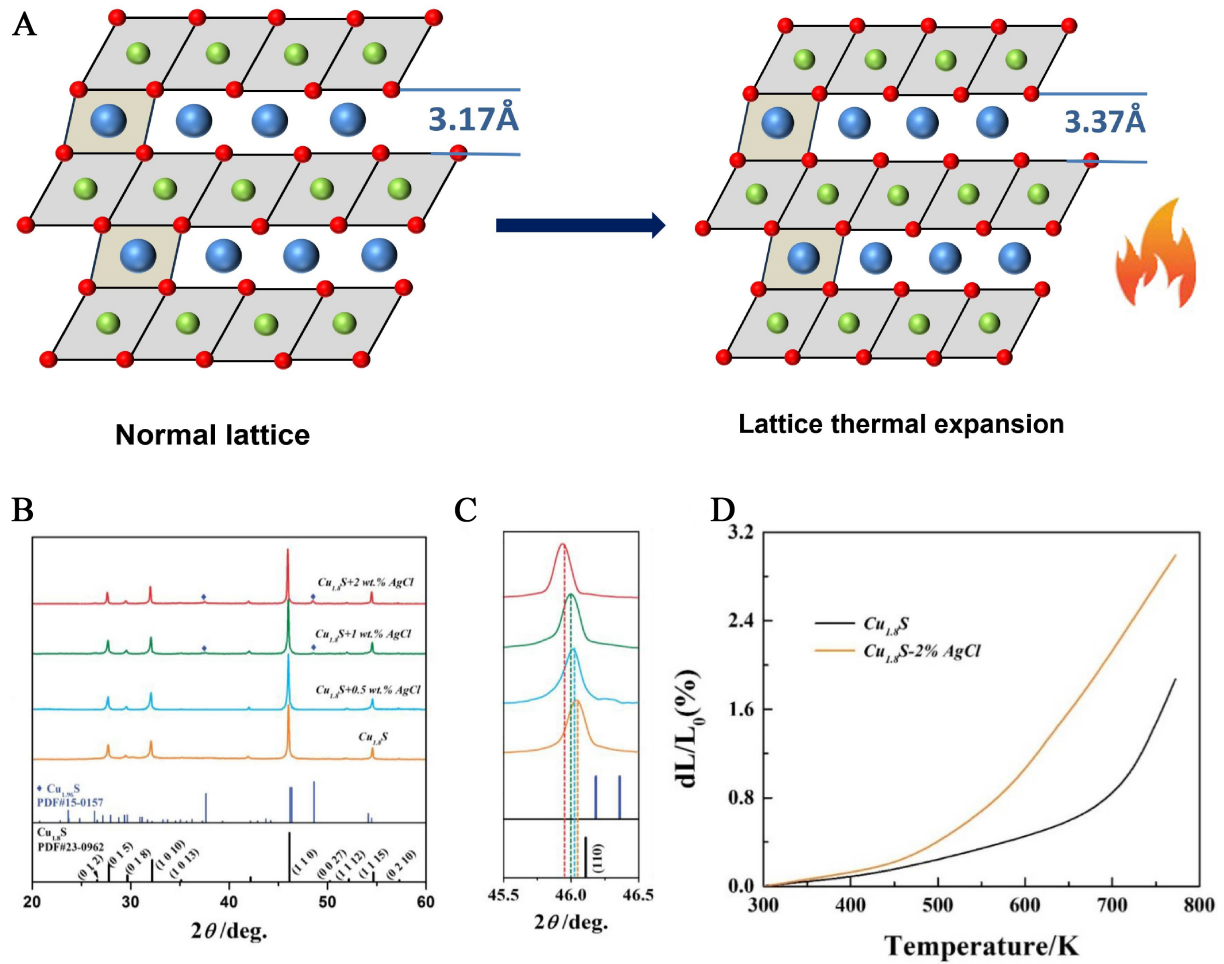 A
3.17Å
3.37Å
Normal lattice
Lattice thermal expansion
B
Cu1.8S+2 wt.% AgCl
Cu1.8S+1 wt.% AgCl
Cu1.8S+0.5 wt.% AgCl
Cu1.8S
♦ Cu1.96S
PDF#15-0157
Cu1.8S
PDF#23-0962
(0 1 2)
(0 1 5)
(0 1 8)
(1 0 10)
(1 0 13)
(1 1 0)
(0 0 27)
(1 1 12)
(1 1 15)
(0 2 10)
20 30 40 50 60
2θ/deg.
C
(110)
45.5 46.0 46.5
2θ/deg.
D
3.2
2.4
1.6
0.8
0.0
dL/L0(%)
Cu1.8S
Cu1.8S-2% AgCl
300 400 500 600 700 800
Temperature/K